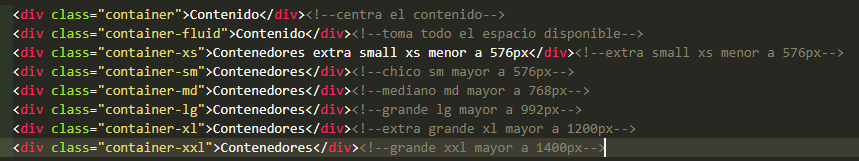 <div class="container">Contenido</div><!--centra el contenido-->
<div class="container-fluid">Contenido</div><!--toma todo el espacio disponible-->
<div class="container-xs">Contenedores extra small xs menor a 576px</div><!--extra small xs menor a 576px-->
<div class="container-sm">Contenedores</div><!--chico sm mayor a 576px-->
<div class="container-md">Contenedores</div><!--mediano md mayor a 768px-->
<div class="container-lg">Contenedores</div><!--grande lg mayor a 992px-->
<div class="container-xl">Contenedores</div><!--extra grande xl mayor a 1200px-->
<div class="container-xxl">Contenedores</div><!--grande xxl mayor a 1400px-->